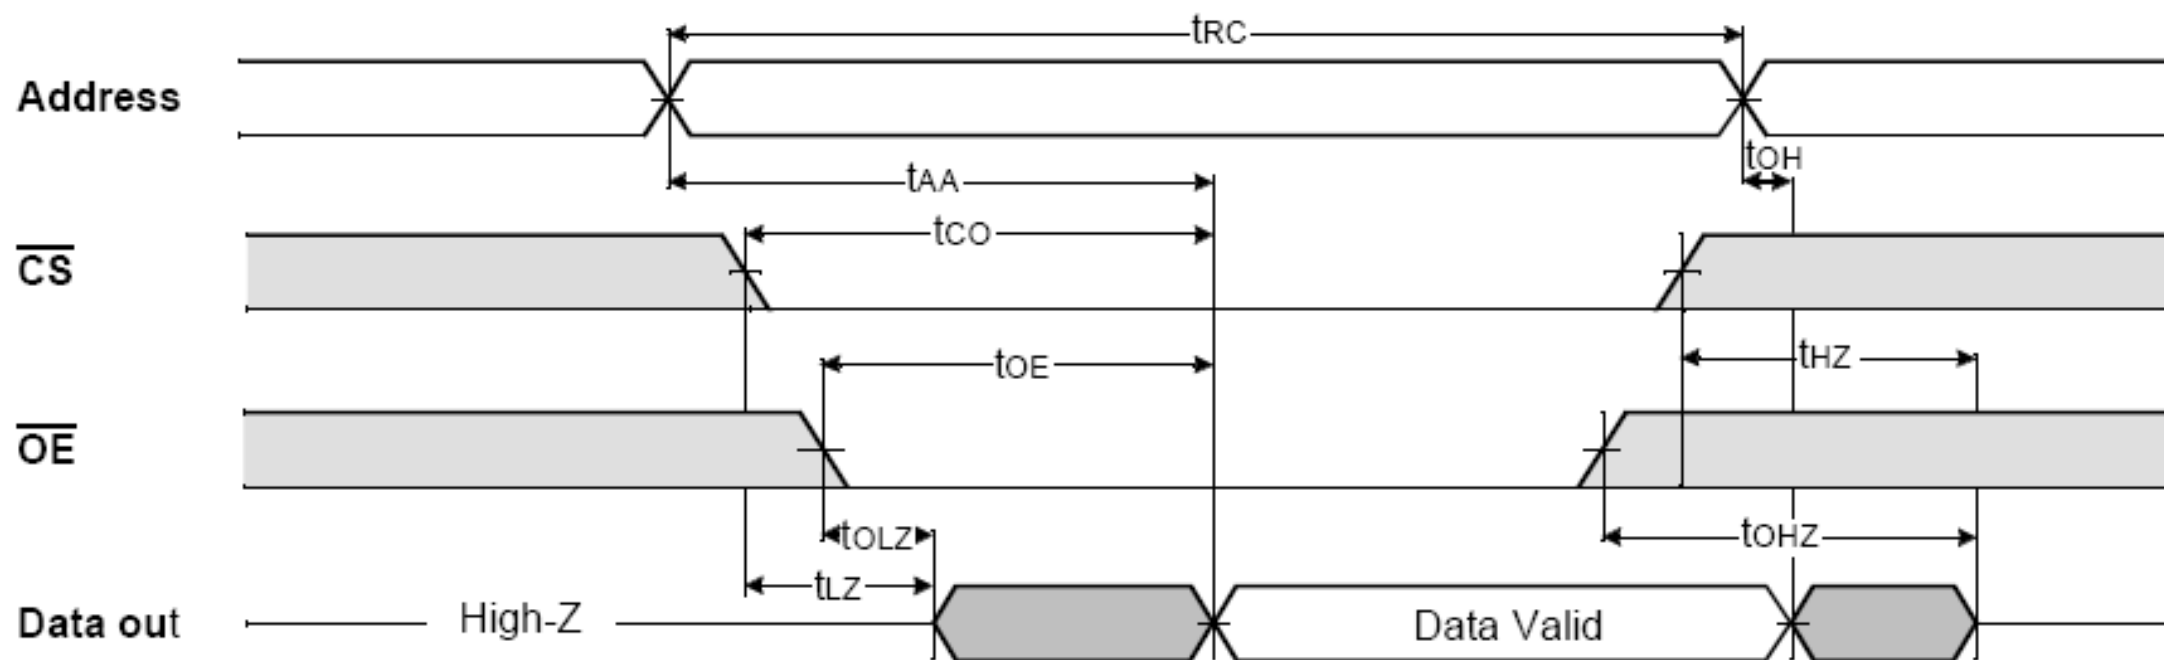 tRC
Address
tOH
tAA
tCO
CS
tHZ
tOE
OE
tOLZ
tOHZ
tLZ
High-Z
Data out
Data Valid